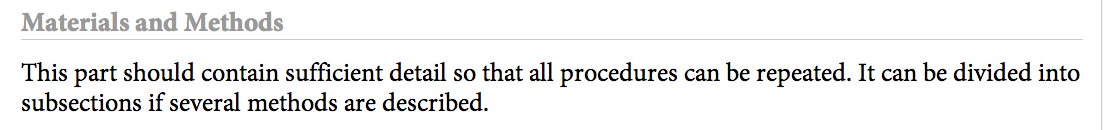 Materials and Methods
This part should contain sufficient detail so that all procedures can be repeated. It can be divided into
subsections if several methods are described.